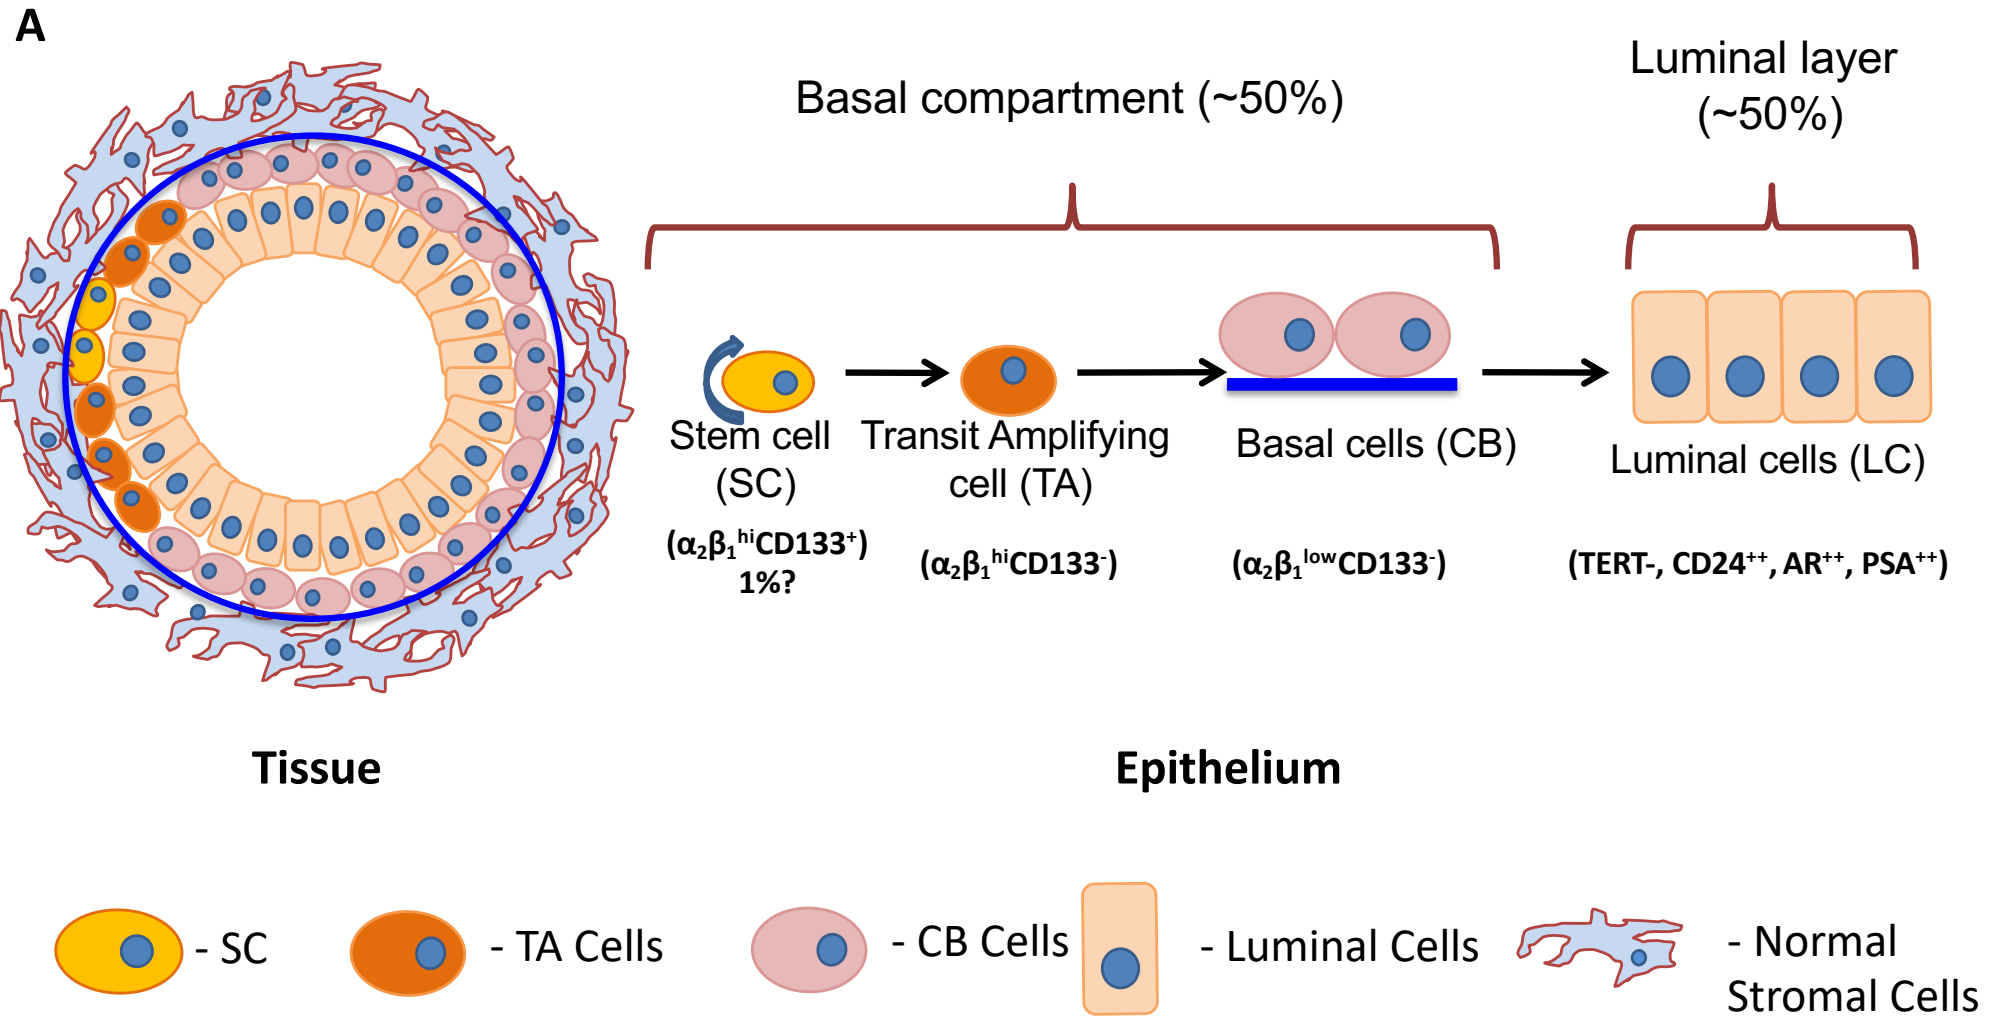 A
Basal compartment (~50%)
Luminal layer
(~50%)
Stem cell
(SC)
(α₂β₁ʰⁱCD133⁺)
1%?
Transit Amplifying
cell (TA)
(α₂β₁ʰⁱCD133⁻)
Basal cells (CB)
(α₂β₁ˡᵒʷCD133⁻)
Luminal cells (LC)
(TERT-, CD24⁺⁺, AR⁺⁺, PSA⁺⁺)
Tissue
Epithelium
- SC
- TA Cells
- CB Cells
- Luminal Cells
- Normal
Stromal Cells